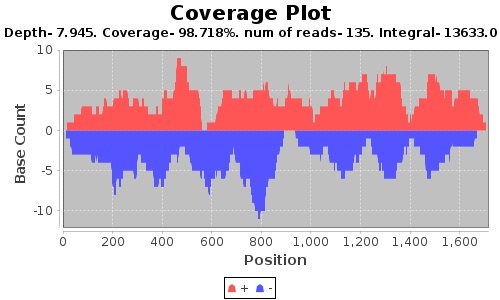 Coverage Plot
Depth- 7.945. Coverage- 98.718%. num of reads- 135. Integral- 13633.0
10
5
0
-5
-10
Base Count
0 200 400 600 800 1,000 1,200 1,400 1,600
Position
+ -